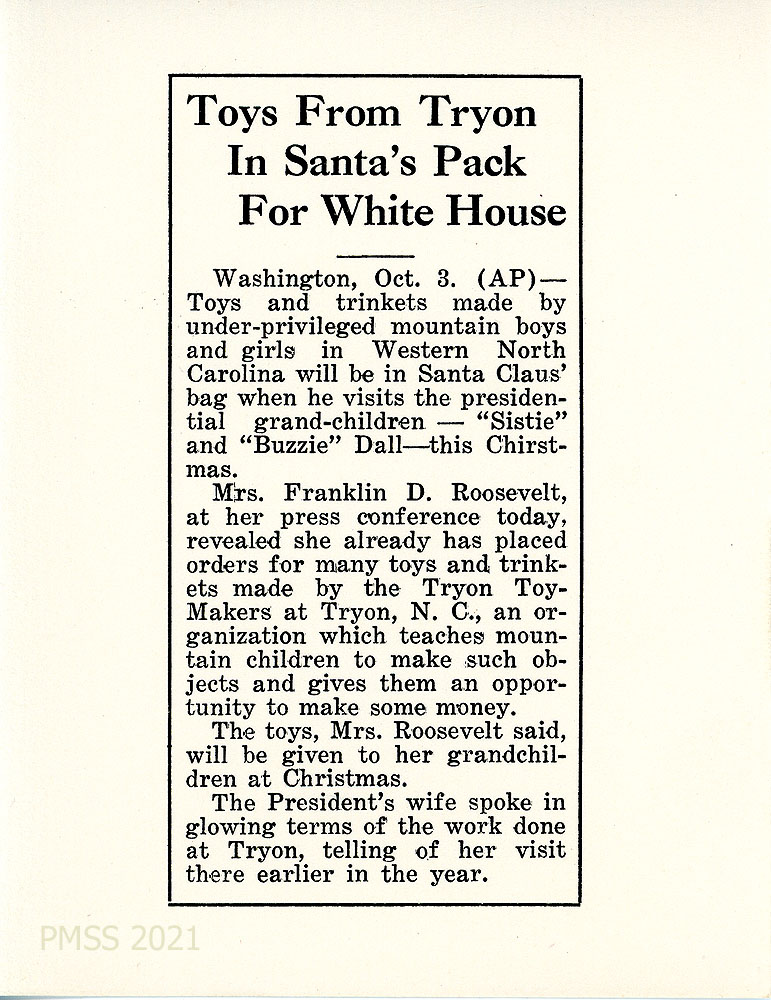 Toys From Tryon
In Santa's Pack
For White House
Washington, Oct. 3. (AP)—
Toys and trinkets made by
under-privileged mountain boys
and girls in Western North
Carolina will be in Santa Claus'
bag when he visits the presiden-
tial grand-children — “Sistie”
and “Buzzie” Dall—this Chirst-
mas.
Mrs. Franklin D. Roosevelt,
at her press conference today,
revealed she already has placed
orders for many toys and trink-
ets made by the Tryon Toy-
Makers at Tryon, N. C., an or-
ganization which teaches moun-
tain children to make such ob-
jects and gives them an oppor-
tunity to make some money.
The toys, Mrs. Roosevelt said,
will be given to her grandchil-
dren at Christmas.
The President's wife spoke in
glowing terms of the work done
at Tryon, telling of her visit
there earlier in the year.
PMSS 2021